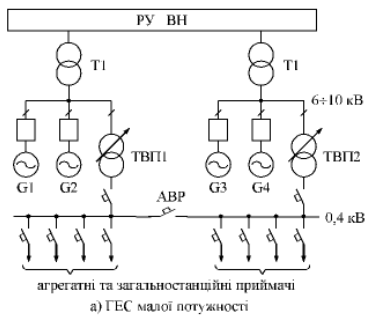 РУ ВН
Т1 Т1
6÷10 кВ
ТВП1 ТВП2
G1 G2 G3 G4
АВР
0,4 кВ
агрегатні та загальностанційні приймачі
а) ГЕС малої потужності